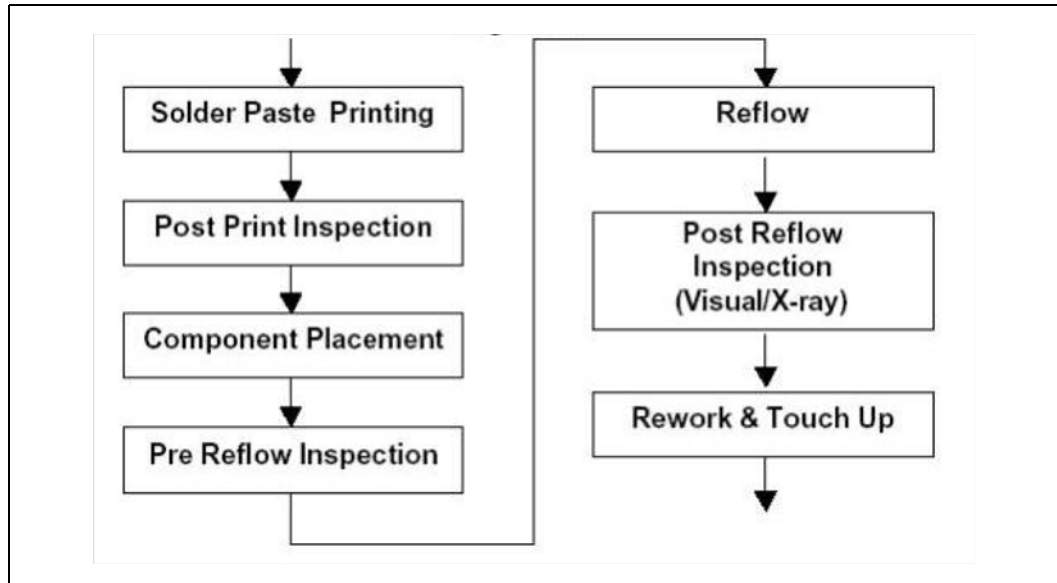 Solder Paste Printing
Post Print Inspection
Component Placement
Pre Reflow Inspection
Reflow
Post Reflow
Inspection
(Visual/X-ray)
Rework & Touch Up